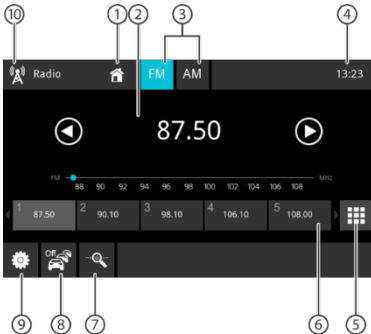 10 1 2 3 4
Radio FM AM 13:23
87.50
FM MHz
88 90 92 94 96 98 100 102 104 106 108
1 87.50 2 90.10 3 98.10 4 106.10 5 108.00
Off
9 8 7 6 5